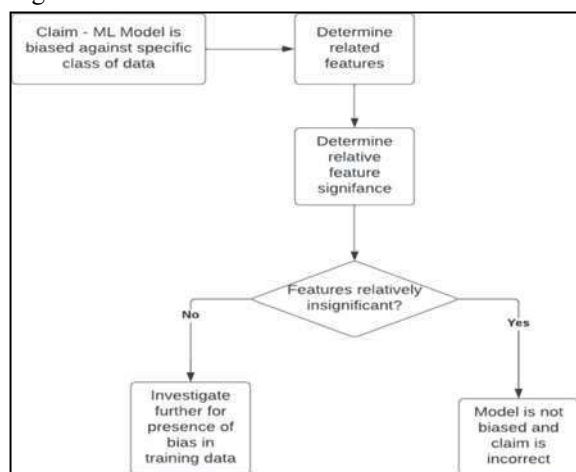 Claim - ML Model is
biased against specific
class of data
Determine
related
features
Determine
relative
feature
signifance
Features relatively
insignificant?
No
Yes
Investigate
further for
presence of
bias in
training data
Model is not
biased and
claim is
incorrect